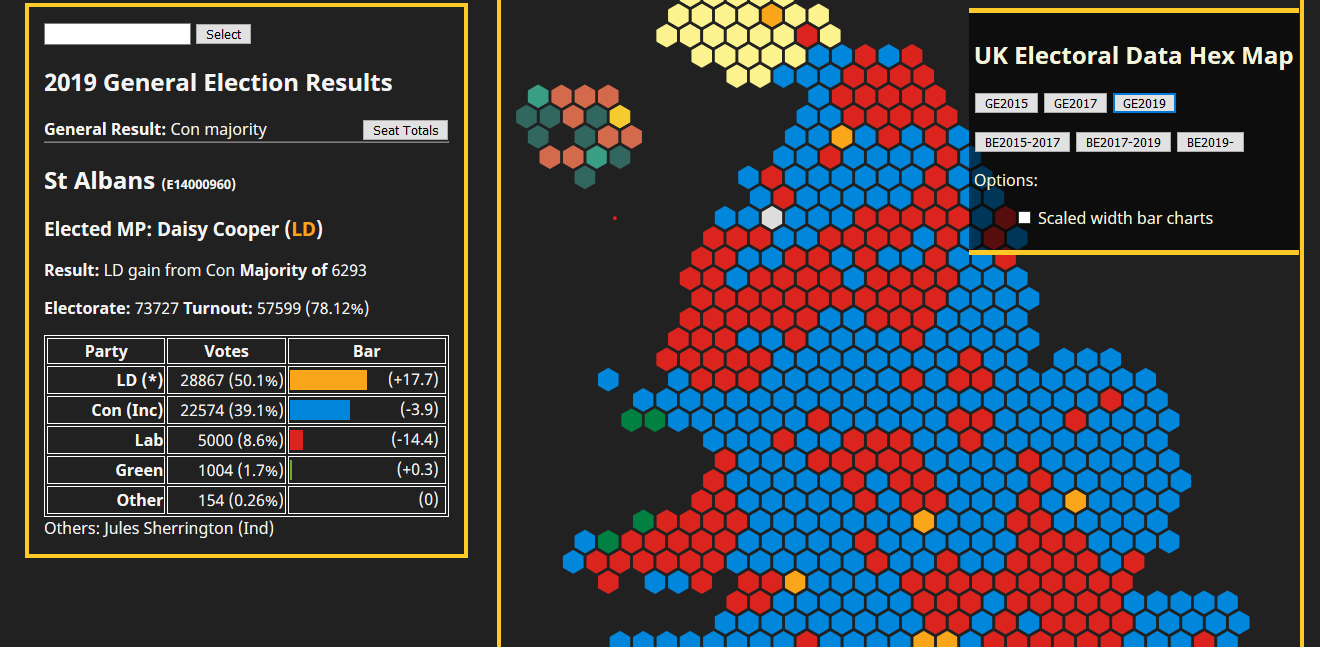 Select
2019 General Election Results
General Result: Con majority
Seat Totals
St Albans (E14000960)
Elected MP: Daisy Cooper (LD)
Result: LD gain from Con Majority of 6293
Electorate: 73727 Turnout: 57599 (78.12%)
Party Votes Bar
LD (*) 28867 (50.1%) (+17.7)
Con (Inc) 22574 (39.1%) (-3.9)
Lab 5000 (8.6%) (-14.4)
Green 1004 (1.7%) (+0.3)
Other 154 (0.26%) (0)
Others: Jules Sherrington (Ind)
UK Electoral Data Hex Map
GE2015 GE2017 GE2019
BE2015-2017 BE2017-2019 BE2019-
Options:
Scaled width bar charts